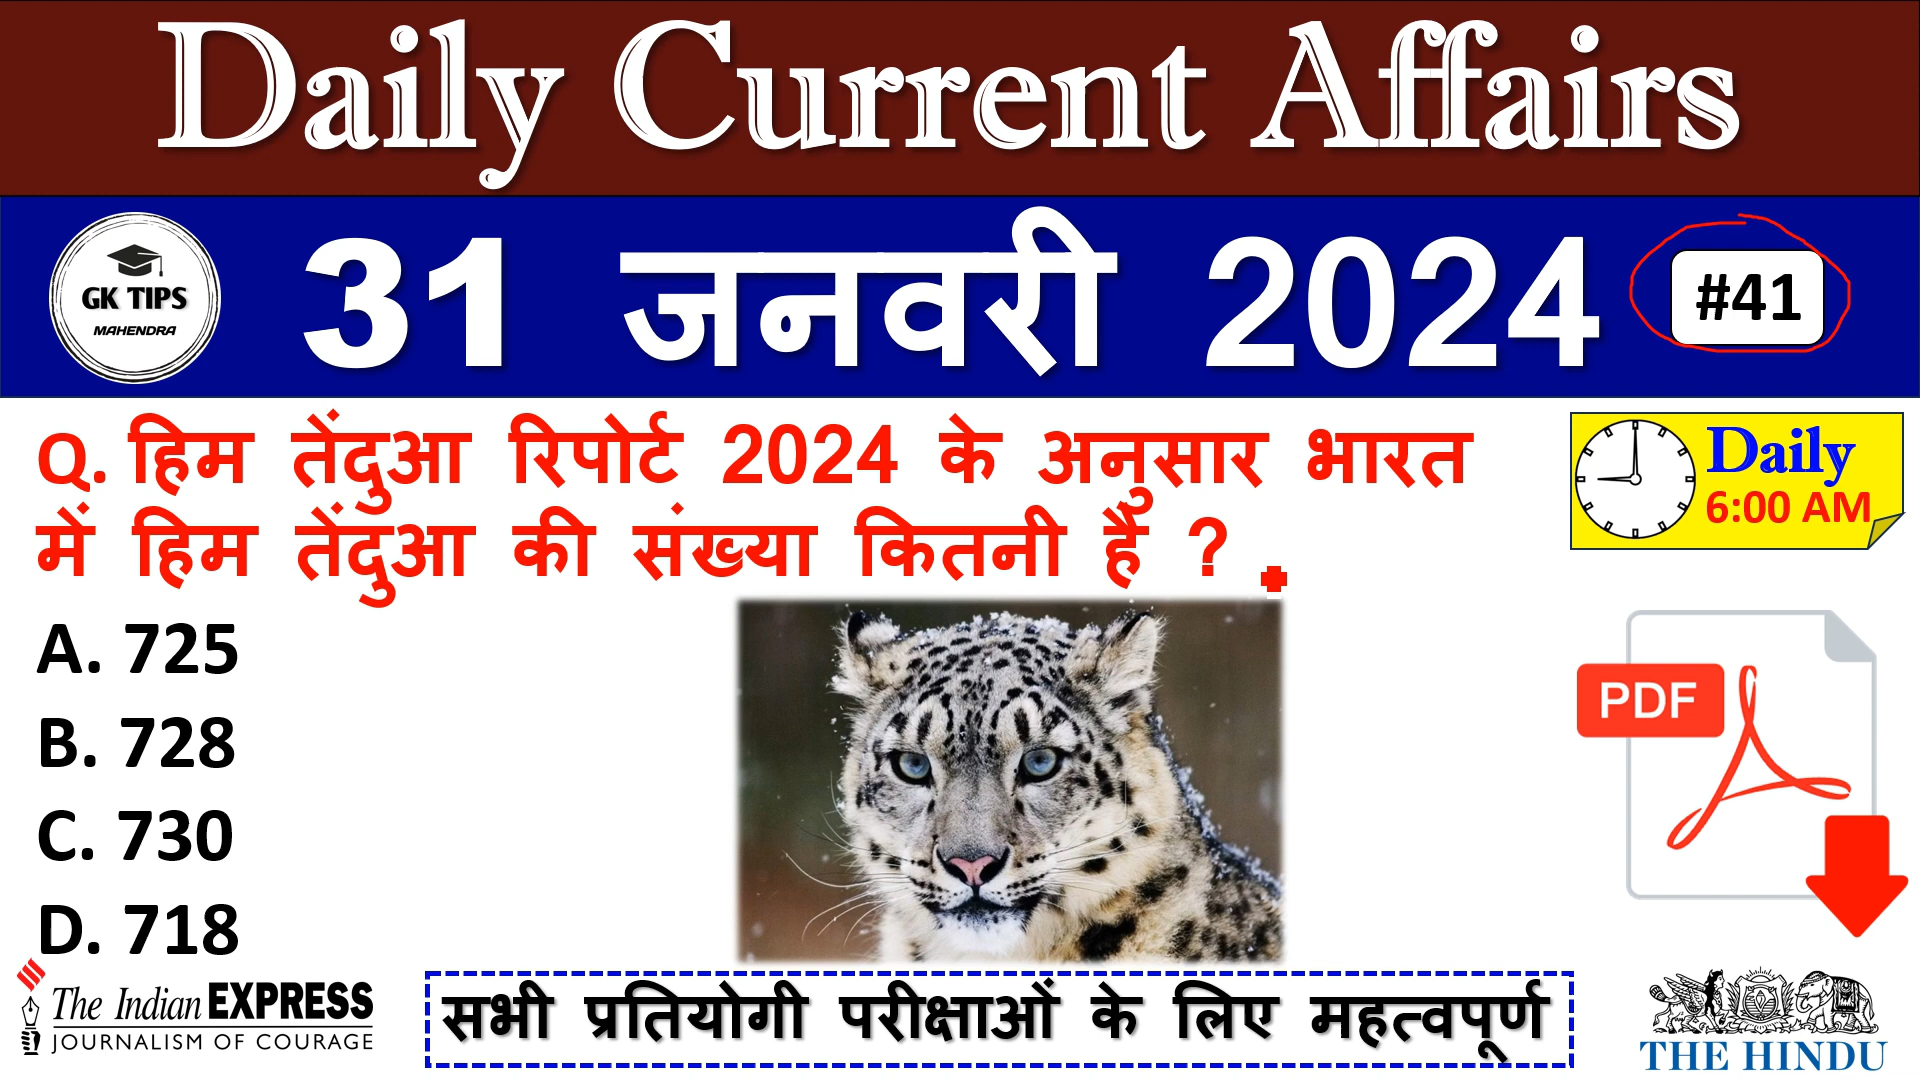 Daily Current Affairs
GK TIPS
MAHENDRA
31 जनवरी 2024
#41
Q. हिम तेंदुआ रिपोर्ट 2024 के अनुसार भारत
में हिम तेंदुआ की संख्या कितनी हैं ?
Daily
6:00 AM
A. 725
B. 728
C. 730
D. 718
PDF
The Indian EXPRESS
JOURNALISM OF COURAGE
सभी प्रतियोगी परीक्षाओं के लिए महत्वपूर्ण
THE HINDU